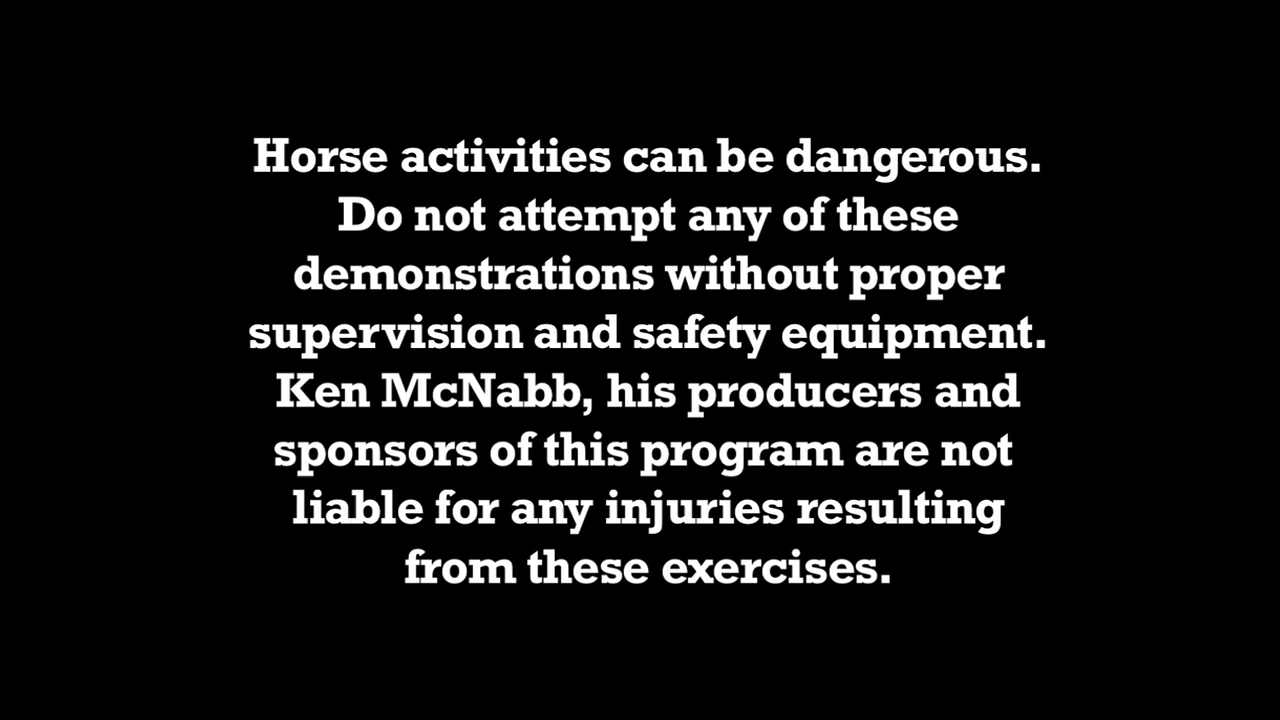 Horse activities can be dangerous.
Do not attempt any of these
demonstrations without proper
supervision and safety equipment.
Ken McNabb, his producers and
sponsors of this program are not
liable for any injuries resulting
from these exercises.